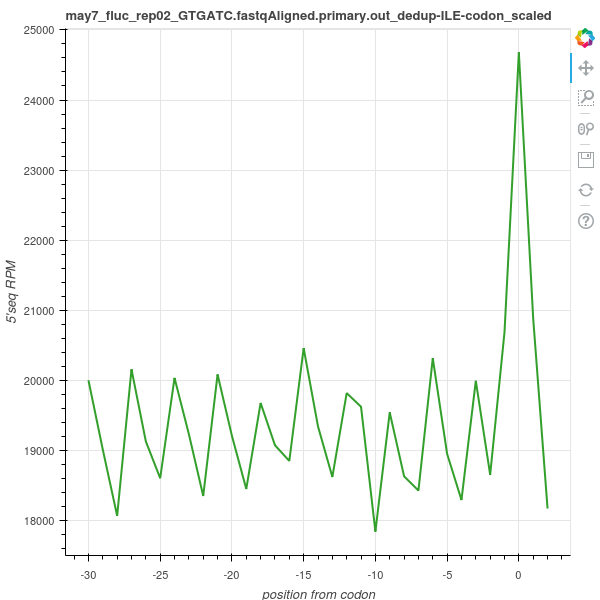 may7_fluc_rep02_GTGATC.fastqAligned.primary.out_dedup-ILE-codon_scaled
25000
24000
23000
22000
21000
20000
19000
18000
5'seq RPM
-30 -25 -20 -15 -10 -5 0
position from codon